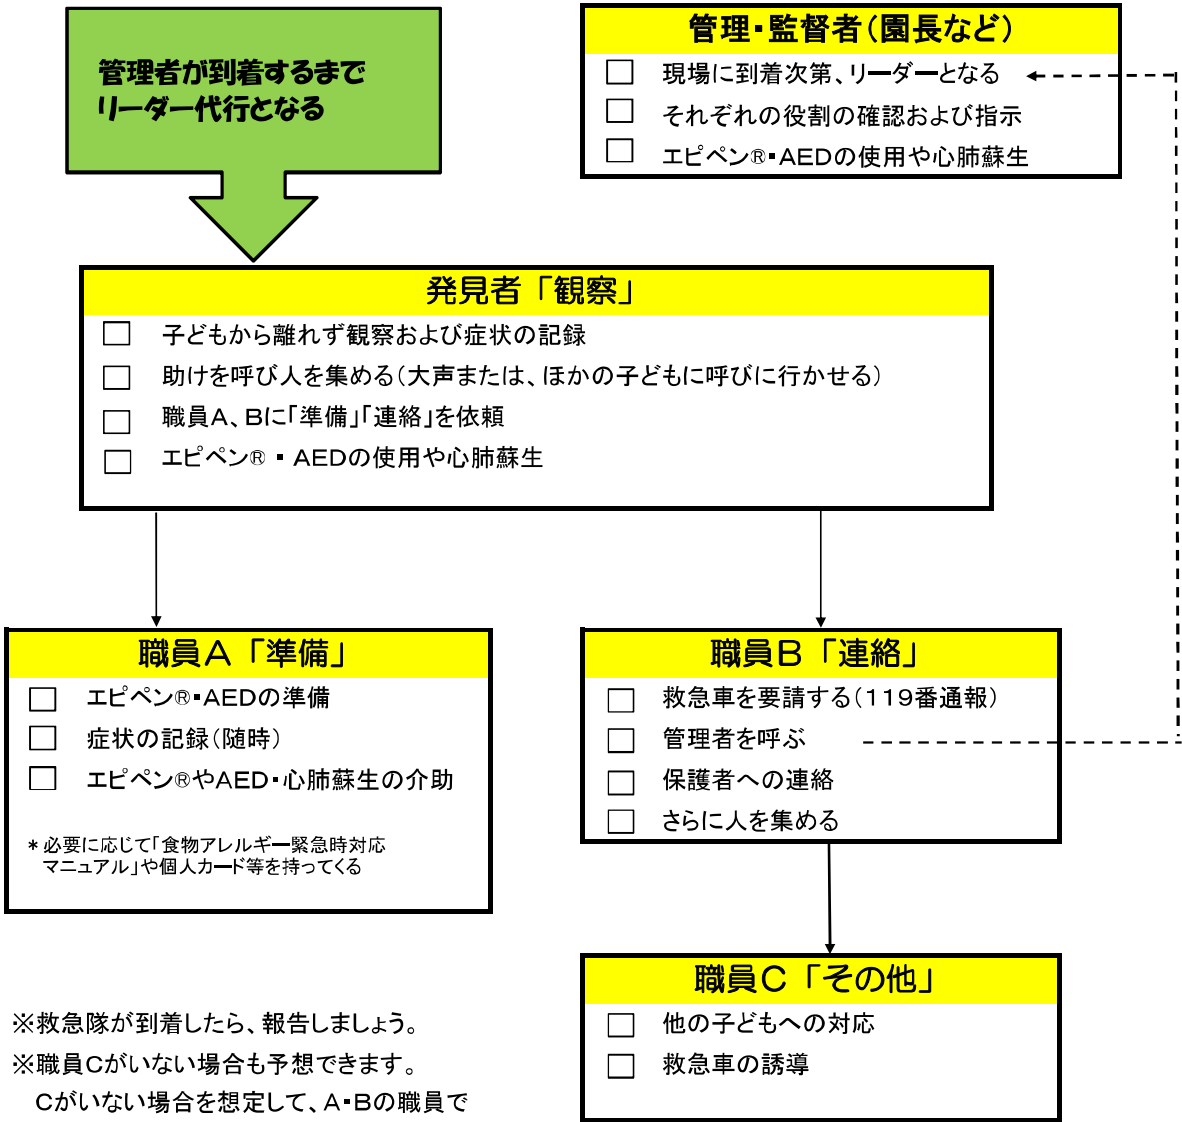 管理者が到着するまで
リーダー代行となる
管理・監督者（園長など）
現場に到着次第、リーダーとなる
それぞれの役割の確認および指示
エピペン®・AEDの使用や心肺蘇生
発見者「観察」
子どもから離れず観察および症状の記録
助けを呼び人を集める（大声または、ほかの子どもに呼びに行かせる）
職員A、Bに「準備」「連絡」を依頼
エピペン®・AEDの使用や心肺蘇生
職員A「準備」
エピペン®・AEDの準備
症状の記録（随時）
エピペン®やAED・心肺蘇生の介助
＊必要に応じて「食物アレルギー緊急時対応
マニュアル」や個人カード等を持ってくる
職員B「連絡」
救急車を要請する（119番通報）
管理者を呼ぶ
保護者への連絡
さらに人を集める
職員C「その他」
他の子どもへの対応
救急車の誘導
※救急隊が到着したら、報告しましょう。
※職員Cがいない場合も予想できます。
Cがいない場合を想定して、A・Bの職員で